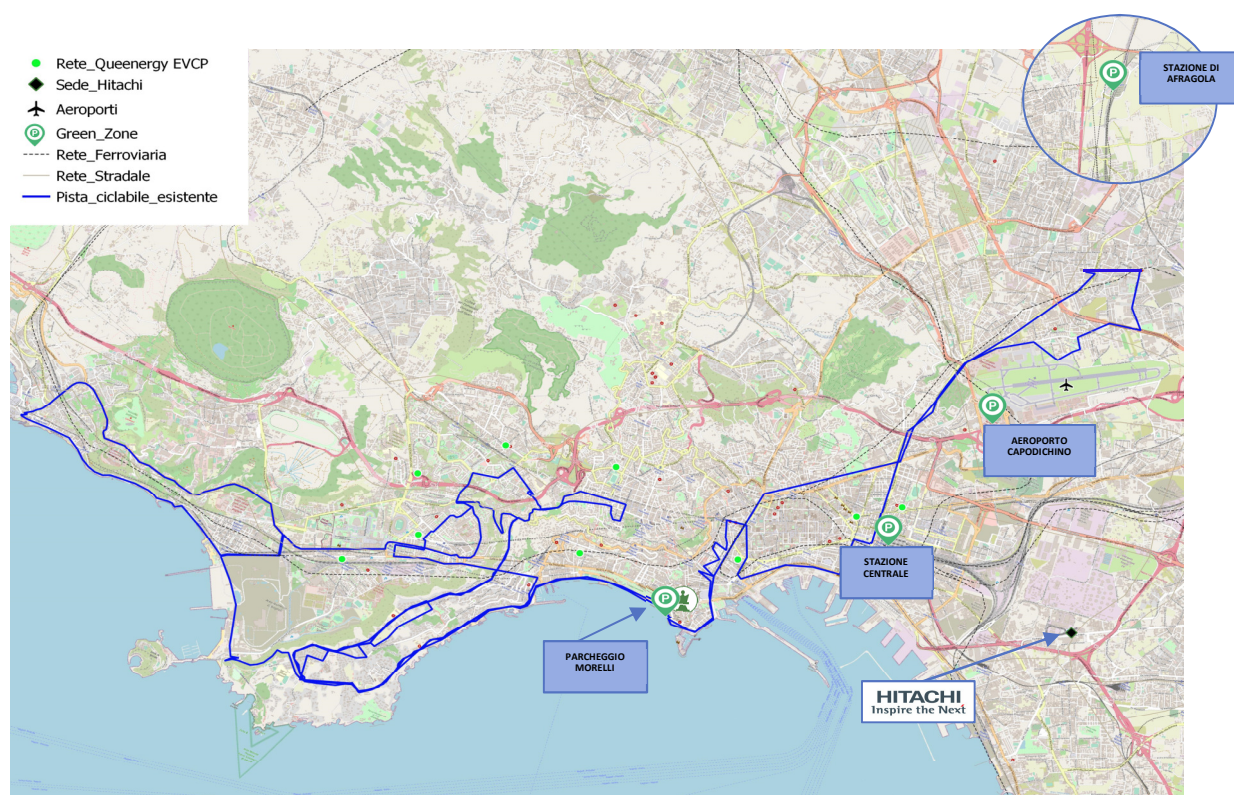 Rete_Queenergy EVCP
Sede_Hitachi
Aeroporti
P
Green_Zone
Rete_Ferroviaria
Rete_Stradale
Pista_ciclabile_esistente
P
STAZIONE DI
AFRAGOLA
P
AEROPORTO
CAPODICHINO
P
STAZIONE
CENTRALE
P
PARCHEGGIO
MORELLI
HITACHI
Inspire the Next